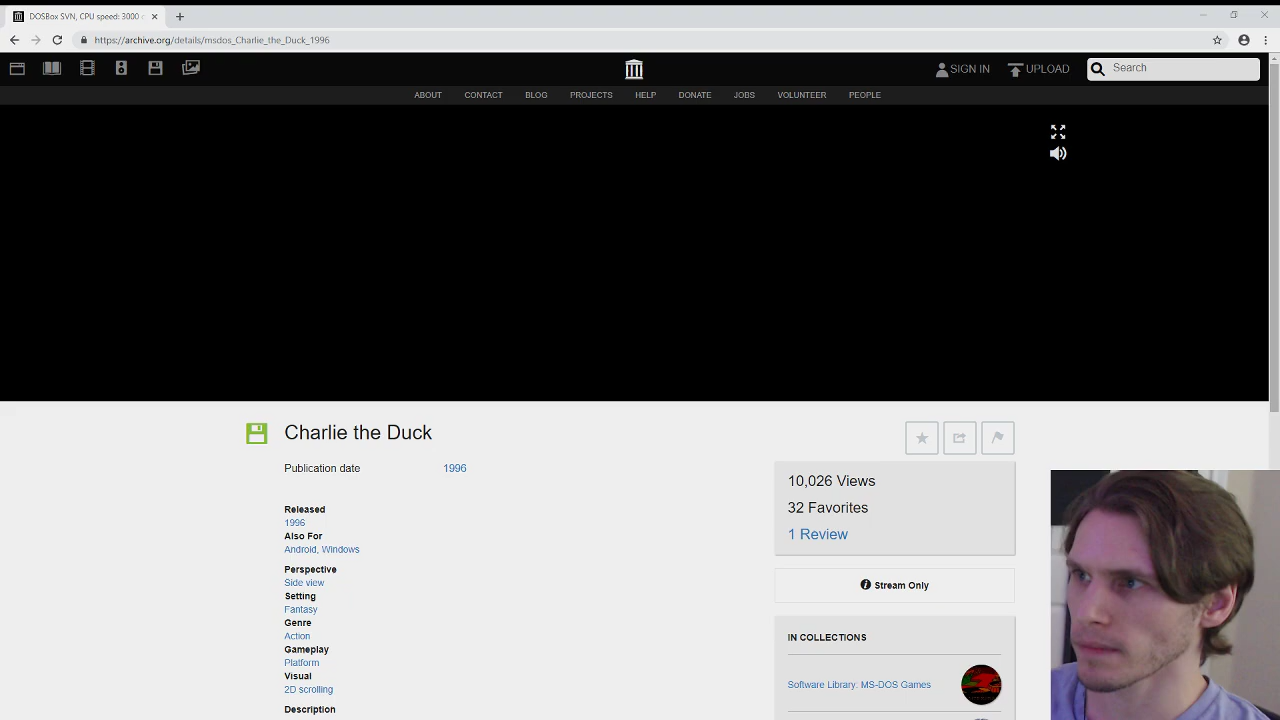 DOSBox SVN, CPU speed: 3000
https://archive.org/details/msdos_Charlie_the_Duck_1996
SIGN IN
UPLOAD
Search
ABOUT
CONTACT
BLOG
PROJECTS
HELP
DONATE
JOBS
VOLUNTEER
PEOPLE
Charlie the Duck
Publication date 1996
Released
1996
Also For
Android, Windows
Perspective
Side view
Setting
Fantasy
Genre
Action
Gameplay
Platform
Visual
2D scrolling
Description
10,026 Views
32 Favorites
1 Review
Stream Only
IN COLLECTIONS
Software Library: MS-DOS Games